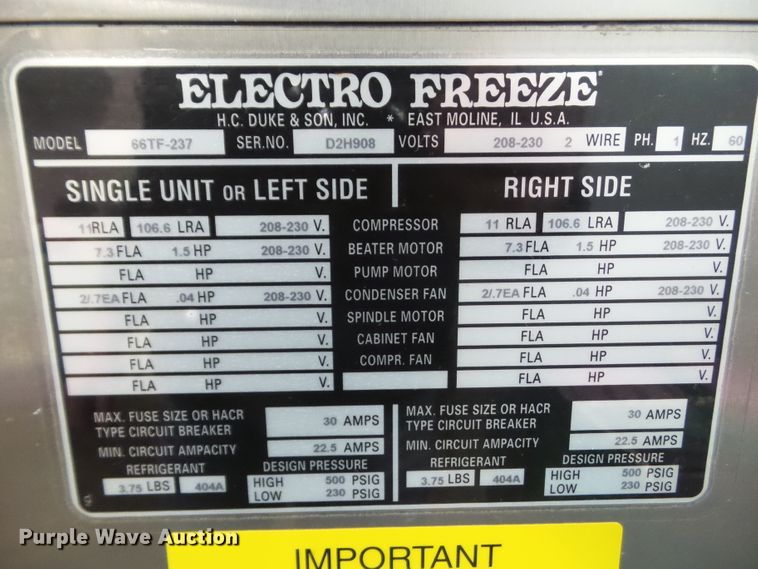 ELECTRO FREEZE
H.C. DUKE & SON, INC. * EAST MOLINE, IL U.S.A.
MODEL 66TF-237 SER.NO. D2H908 VOLTS 208-230 2 WIRE PH. 1 HZ. 60
SINGLE UNIT OR LEFT SIDE RIGHT SIDE
11 RLA 106.6 LRA 208-230 V. COMPRESSOR 11 RLA 106.6 LRA 208-230 V.
7.3 FLA 1.5 HP 208-230 V. BEATER MOTOR 7.3 FLA 1.5 HP 208-230 V.
FLA HP V. PUMP MOTOR FLA HP V.
2/.7EA FLA .04 HP 208-230 V. CONDENSER FAN 2/.7EA FLA .04 HP 208-230 V.
FLA HP V. SPINDLE MOTOR FLA HP V.
FLA HP V. CABINET FAN FLA HP V.
FLA HP V. COMPR. FAN FLA HP V.
FLA HP V. FLA HP V.
MAX. FUSE SIZE OR HACR
TYPE CIRCUIT BREAKER 30 AMPS
MIN. CIRCUIT AMPACITY 22.5 AMPS
REFRIGERANT DESIGN PRESSURE
3.75 LBS 404A HIGH 500 PSIG
LOW 230 PSIG
MAX. FUSE SIZE OR HACR
TYPE CIRCUIT BREAKER 30 AMPS
MIN. CIRCUIT AMPACITY 22.5 AMPS
REFRIGERANT DESIGN PRESSURE
3.75 LBS 404A HIGH 500 PSIG
LOW 230 PSIG
IMPORTANT
Purple Wave Auction